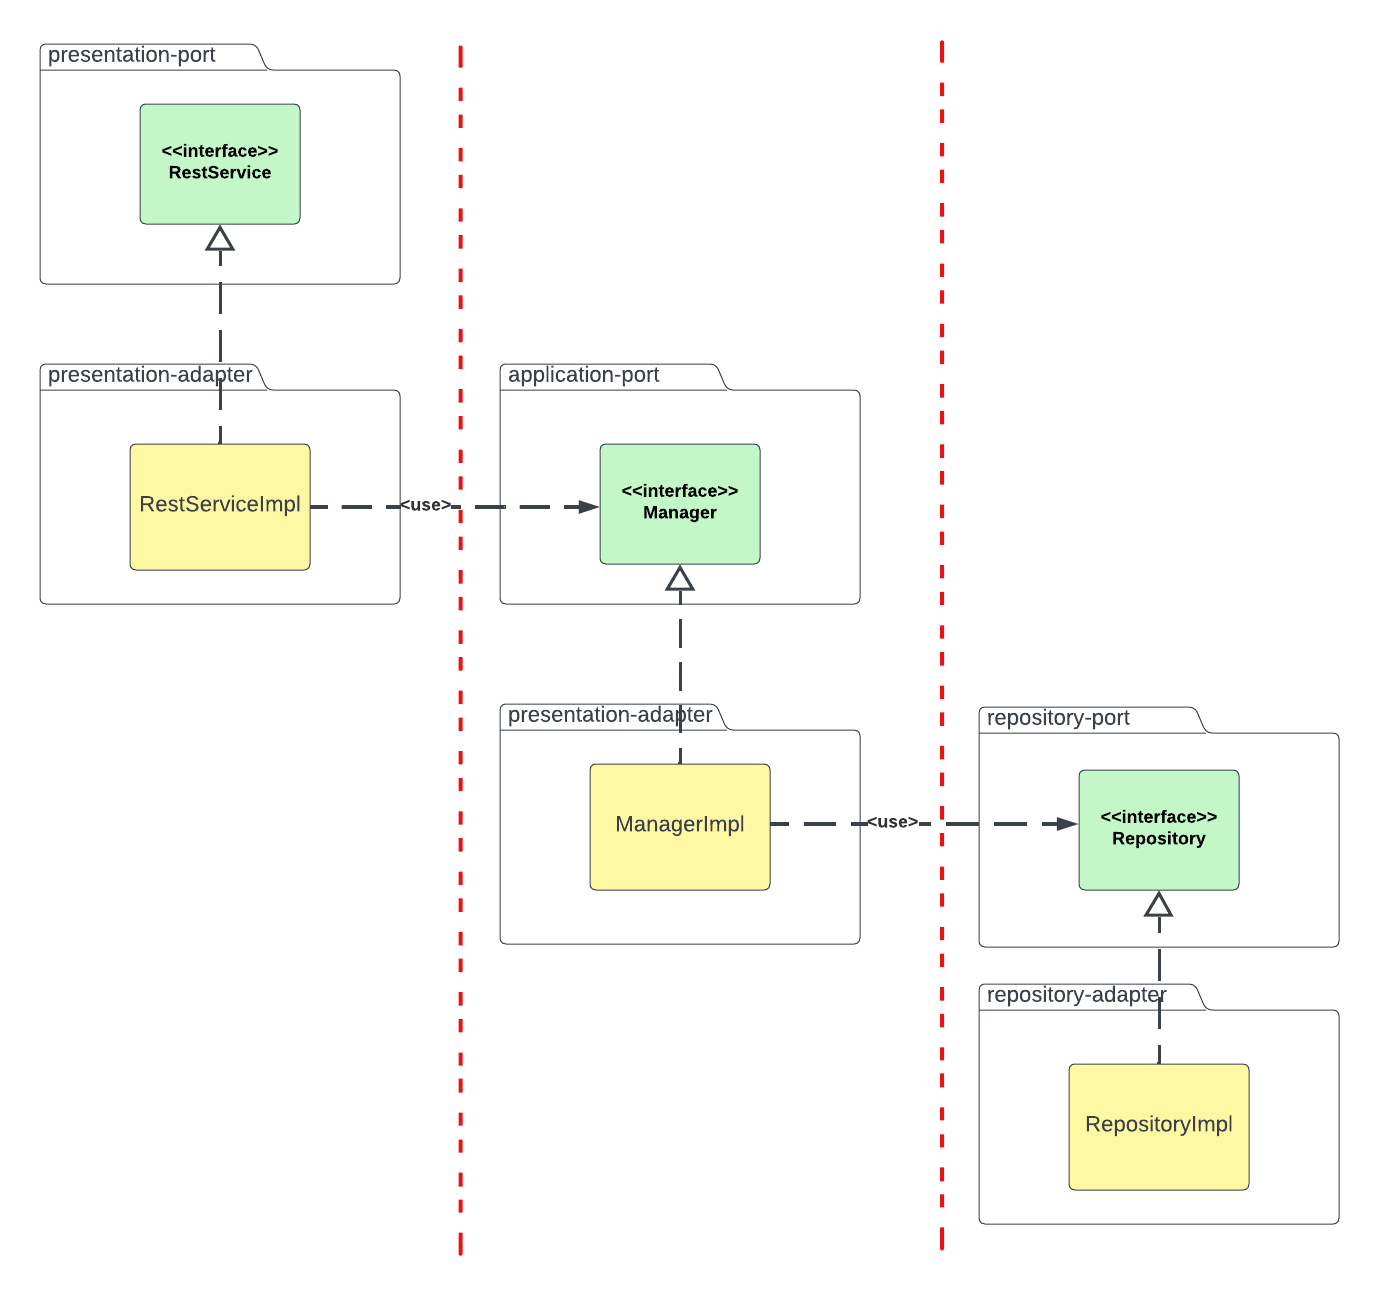 presentation-port
<<interface>>
RestService
presentation-adapter
RestServiceImpl
<use>
application-port
<<interface>>
Manager
presentation-adapter
ManagerImpl
<use>
repository-port
<<interface>>
Repository
repository-adapter
RepositoryImpl